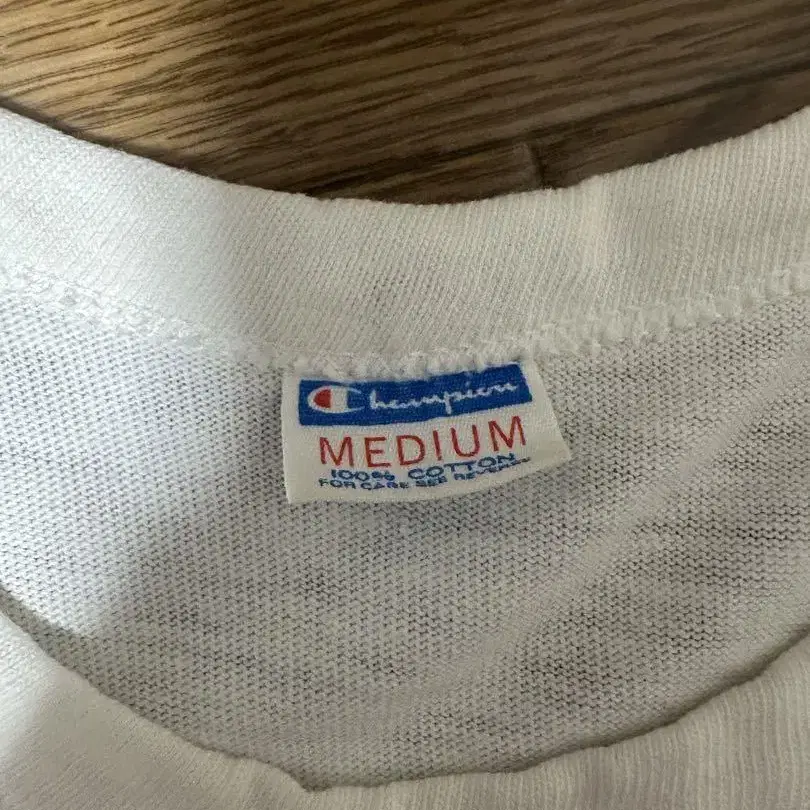 Champion
MEDIUM
100% COTTON
FOR CARE SEE REVERSE